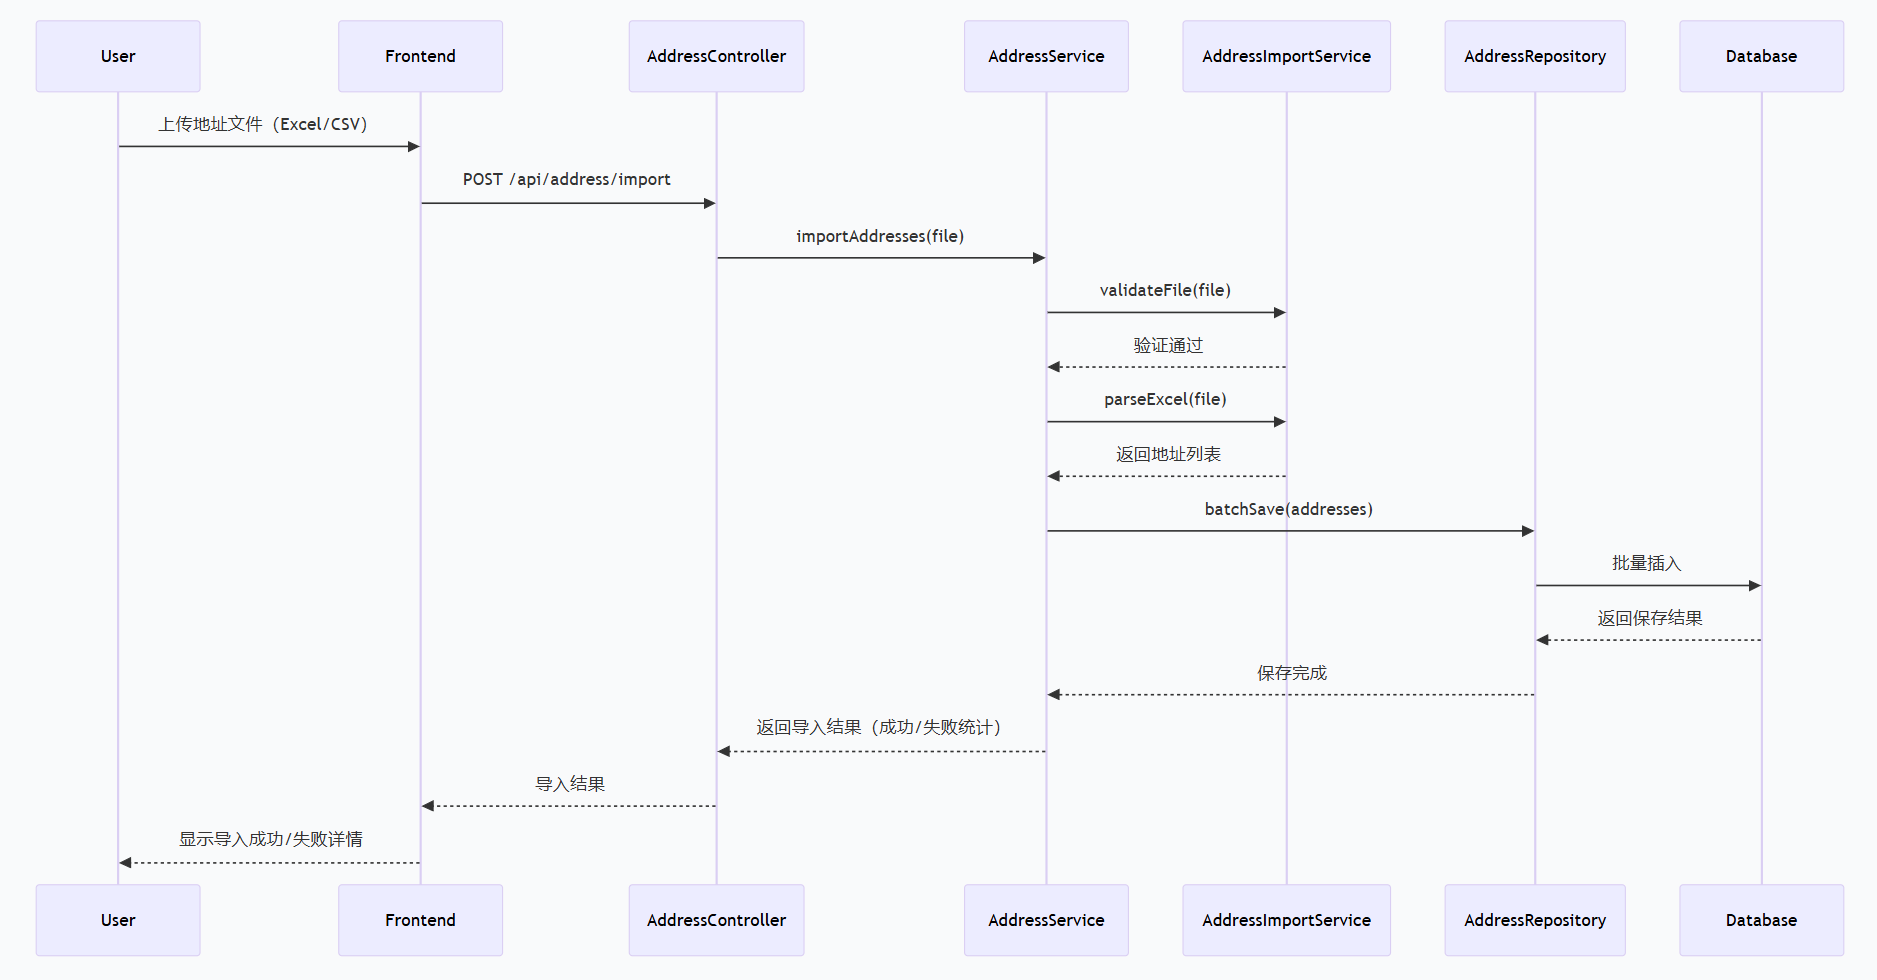 User
Frontend
AddressController
AddressService
AddressImportService
AddressRepository
Database
上传地址文件（Excel/CSV）
POST /api/address/import
importAddresses(file)
validateFile(file)
验证通过
parseExcel(file)
返回地址列表
batchSave(addresses)
批量插入
返回保存结果
保存完成
返回导入结果（成功/失败统计）
导入结果
显示导入成功/失败详情
User
Frontend
AddressController
AddressService
AddressImportService
AddressRepository
Database